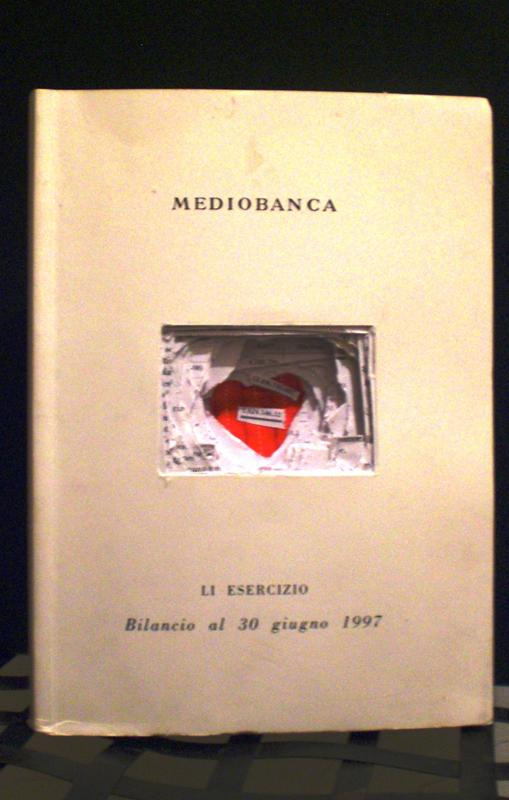 MEDIOBANCA
LI ESERCIZIO
Bilancio al 30 giugno 1997